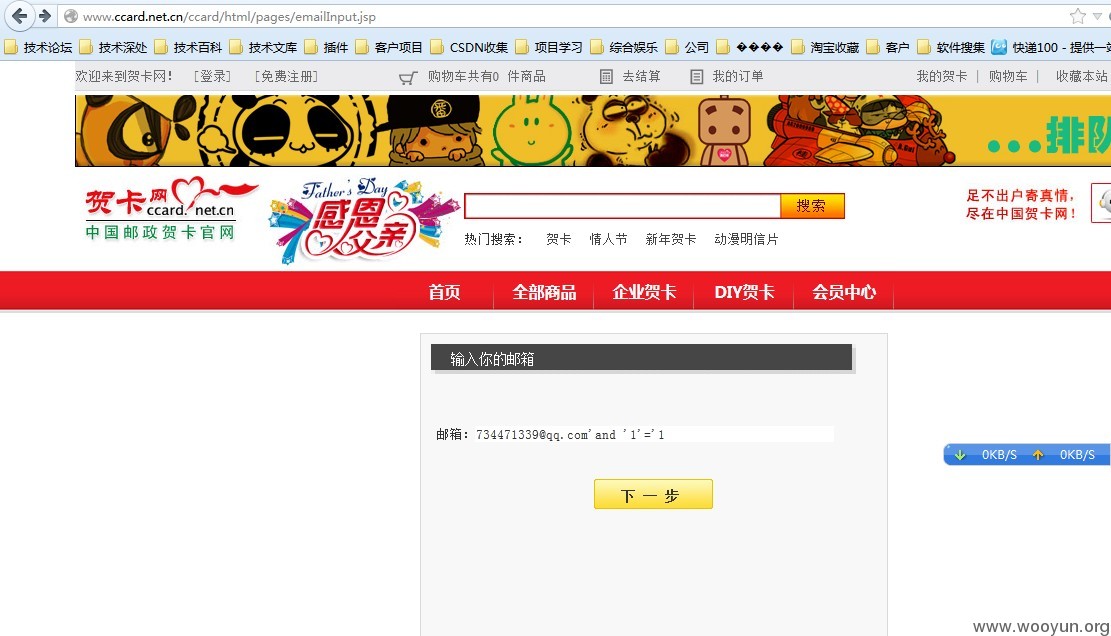 www.ccard.net.cn/ccard/html/pages/emailInput.jsp
技术论坛 技术深处 技术百科 技术文库 插件 客户项目 CSDN收集 项目学习 综合娱乐 公司 ���� 淘宝收藏 客户 软件搜集 快递100 - 提供一站
欢迎来到贺卡网! [登录] [免费注册] 购物车共有0 件商品 去结算 我的订单 我的贺卡 | 购物车 | 收藏本站
...排队
贺卡网
ccard.net.cn
中国邮政贺卡官网
Father's Day
感恩父亲
搜索
热门搜索: 贺卡 情人节 新年贺卡 动漫明信片
足不出户寄真情,
尽在中国贺卡网!
首页 全部商品 企业贺卡 DIY贺卡 会员中心
输入你的邮箱
邮箱: 734471339@qq.com'and '1'='1
下一步
0KB/S 0KB/S
www.wooyun.org